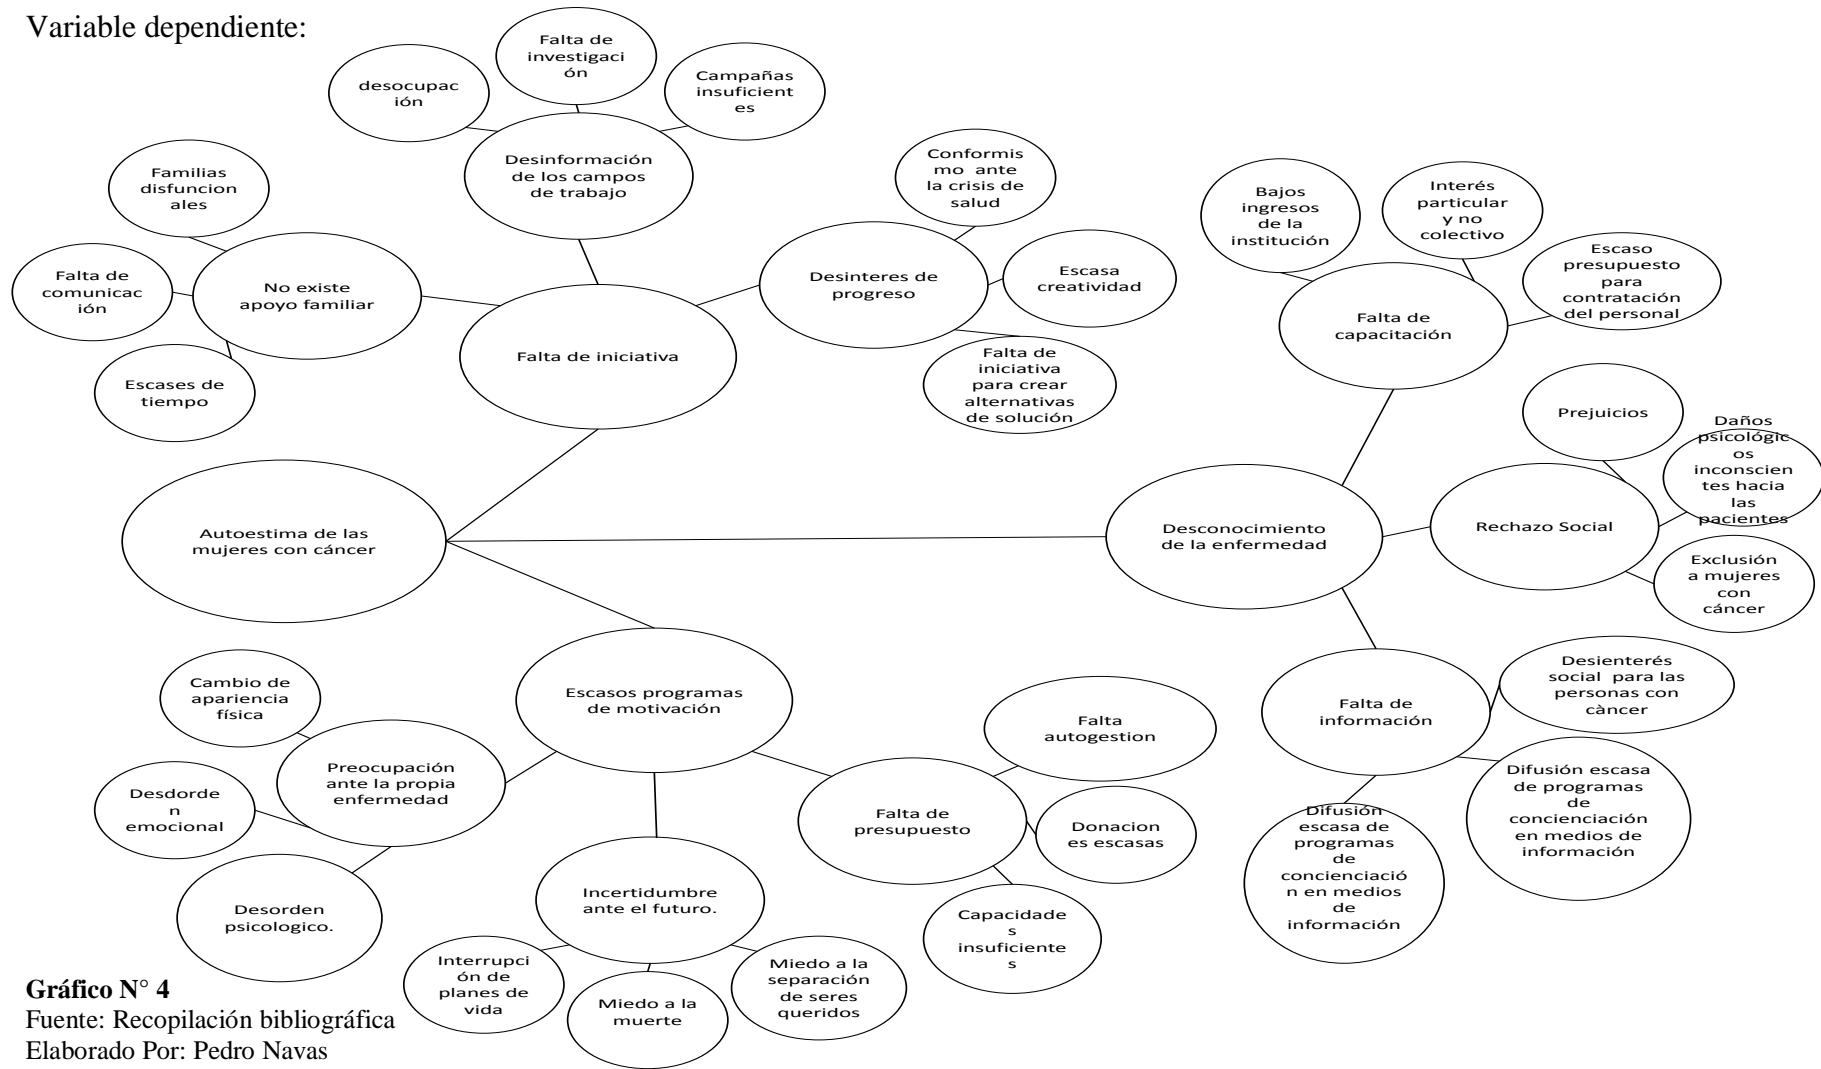 Variable dependiente:
Falta de
investigaci
ón
desocupac
ión
Campañas
insuficient
es
Desinformación
de los campos
de trabajo
Familias
disfuncion
ales
Falta de
comunicac
ión
No existe
apoyo familiar
Escases de
tiempo
Falta de iniciativa
Conformis
mo ante
la crisis de
salud
Desinteres de
progreso
Escasa
creatividad
Falta de
iniciativa
para crear
alternativas
de solución
Bajos
ingresos
de la
institución
Interés
particular
y no
colectivo
Escaso
presupuesto
para
contratación
del personal
Falta de
capacitación
Prejuicios
Daños
psicológic
os
inconscien
tes hacia
las
pacientes
Autoestima de las
mujeres con cáncer
Desconocimiento
de la enfermedad
Rechazo Social
Exclusión
a mujeres
con
cáncer
Cambio de
apariencia
física
Escasos programas
de motivación
Desienterés
social para las
personas con
càncer
Falta de
información
Falta
autogestion
Preocupación
ante la propia
enfermedad
Desdorde
n
emocional
Falta de
presupuesto
Donacion
es escasas
Difusión
escasa de
programas
de
concienciació
n en medios
de
información
Difusión escasa
de programas
de
concienciación
en medios de
información
Desorden
psicologico.
Incertidumbre
ante el futuro.
Capacidade
s
insuficiente
s
Interrupci
ón de
planes de
vida
Miedo a la
muerte
Miedo a la
separación
de seres
queridos
Gráfico N° 4
Fuente: Recopilación bibliográfica
Elaborado Por: Pedro Navas